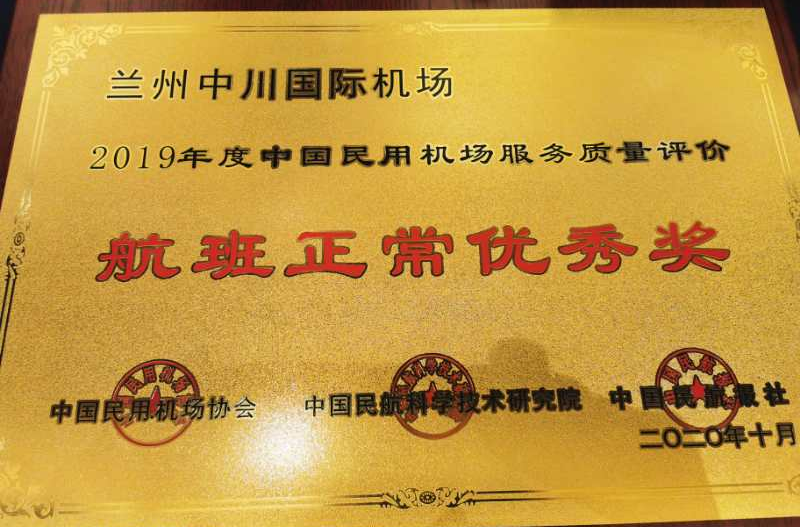 兰州中川国际机场
2019年度中国民用机场服务质量评价
航班正常优秀奖
中国民用机场协会 中国民航科学技术研究院 中国民航报社
二〇二〇年十月